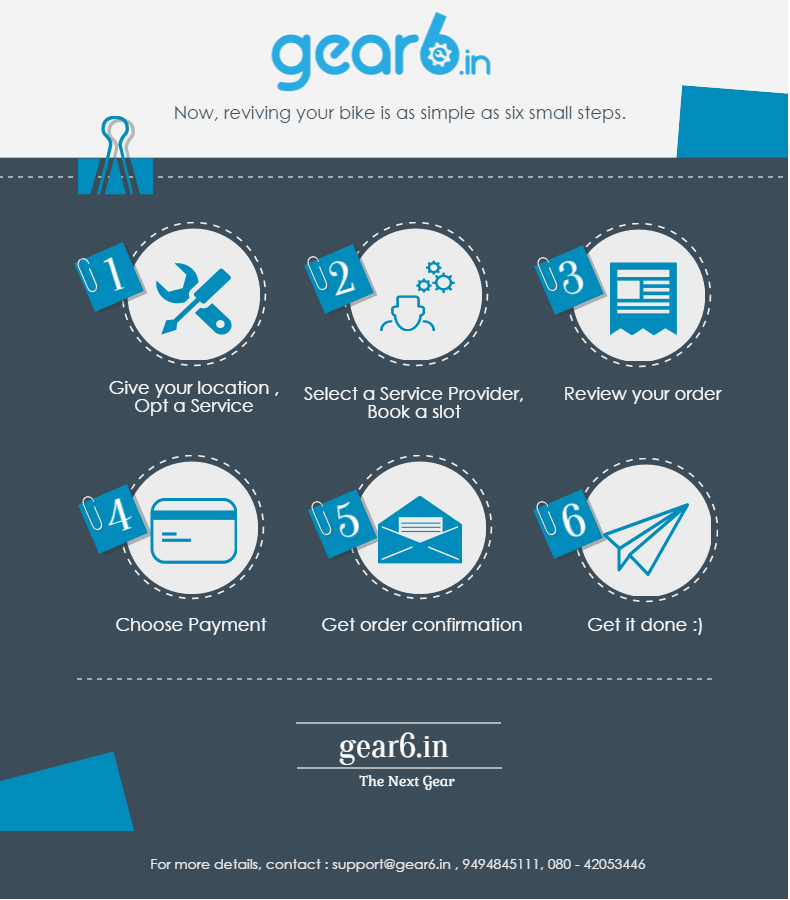 gear6.in
Now, reviving your bike is as simple as six small steps.
1
2
3
Give your location ,
Opt a Service
Select a Service Provider,
Book a slot
Review your order
4
5
6
Choose Payment
Get order confirmation
Get it done :)
gear6.in
The Next Gear
For more details, contact : support@gear6.in , 9494845111, 080 - 42053446